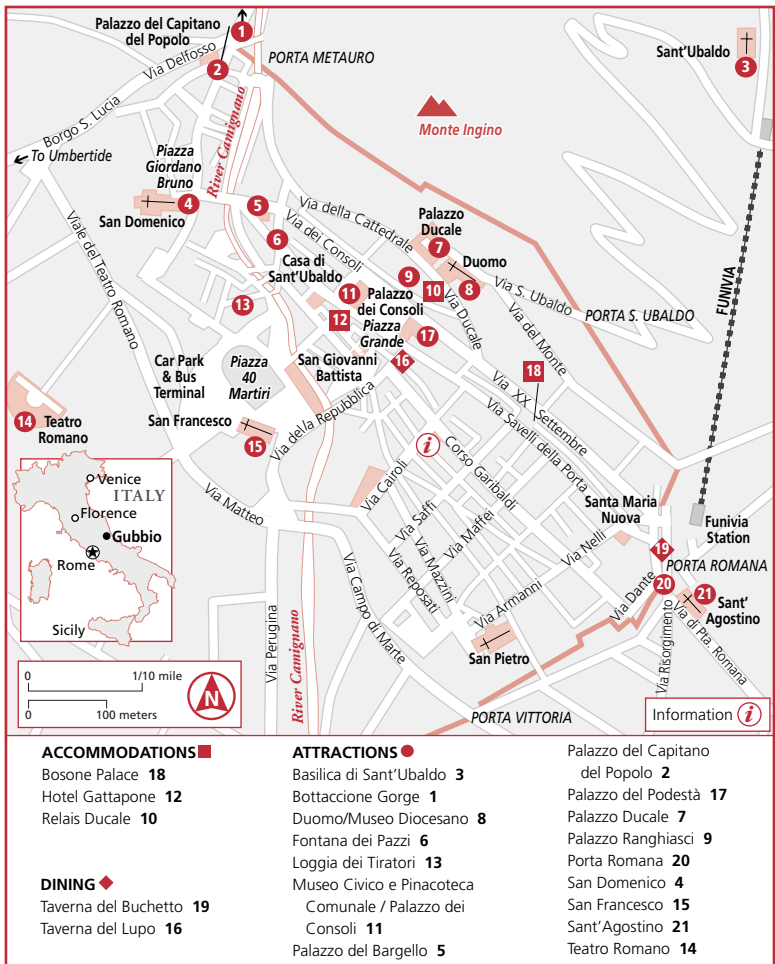 Palazzo del Capitano
del Popolo
1
2
Via Delfosso
PORTA METAURO
Sant'Ubaldo
3
Borgo S. Lucia
To Umbertide
River Camignano
Monte Ingino
Piazza
Giordano
Bruno
4
San Domenico
5
6
Via della Cattedrale
Via dei Consoli
Palazzo
Ducale
7
Duomo
8
Casa di
Sant'Ubaldo
9
10
11
Palazzo
dei Consoli
Via S. Ubaldo
PORTA S. UBALDO
FUNIVIA
Viale del Teatro Romano
13
12
Piazza
Grande
17
Via Ducale
Via del Monte
Car Park
& Bus
Terminal
Piazza
40
Martiri
San Giovanni
Battista
16
18
Via XX Settembre
Via Savelli della Porta
14
Teatro
Romano
San Francesco
15
Via della Repubblica
i
Corso Garibaldi
Via Cairoli
Via Saffi
Via Maffei
Via Mazzini
Via Reposati
Via Nelli
Via Armanni
Santa Maria
Nuova
Funivia
Station
19
PORTA ROMANA
20
21
Sant'
Agostino
Via Dante
Via di Pta. Romana
Via Risorgimento
Via Matteo
Via Campo di Marte
Via Perugina
River Camignano
San Pietro
PORTA VITTORIA
Venice
ITALY
Florence
Gubbio
Rome
Sicily
0
1/10 mile
0
100 meters
N
Information i
ACCOMMODATIONS
Bosone Palace 18
Hotel Gattapone 12
Relais Ducale 10
DINING
Taverna del Buchetto 19
Taverna del Lupo 16
ATTRACTIONS
Basilica di Sant'Ubaldo 3
Bottaccione Gorge 1
Duomo/Museo Diocesano 8
Fontana dei Pazzi 6
Loggia dei Tiratori 13
Museo Civico e Pinacoteca
Comunale / Palazzo dei
Consoli 11
Palazzo del Bargello 5
Palazzo del Capitano
del Popolo 2
Palazzo del Podestà 17
Palazzo Ducale 7
Palazzo Ranghiasci 9
Porta Romana 20
San Domenico 4
San Francesco 15
Sant'Agostino 21
Teatro Romano 14